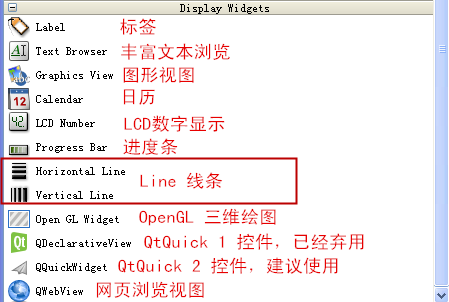 Display Widgets
Label 标签
Text Browser 丰富文本浏览
Graphics View 图形视图
Calendar 日历
12
LCD Number LCD数字显示
42
Progress Bar 进度条
Horizontal Line
Line 线条
Vertical Line
Open GL Widget OpenGL 三维绘图
QDeclarativeView QtQuick 1 控件，已经弃用
QQuickWidget QtQuick 2 控件，建议使用
QWebView 网页浏览视图